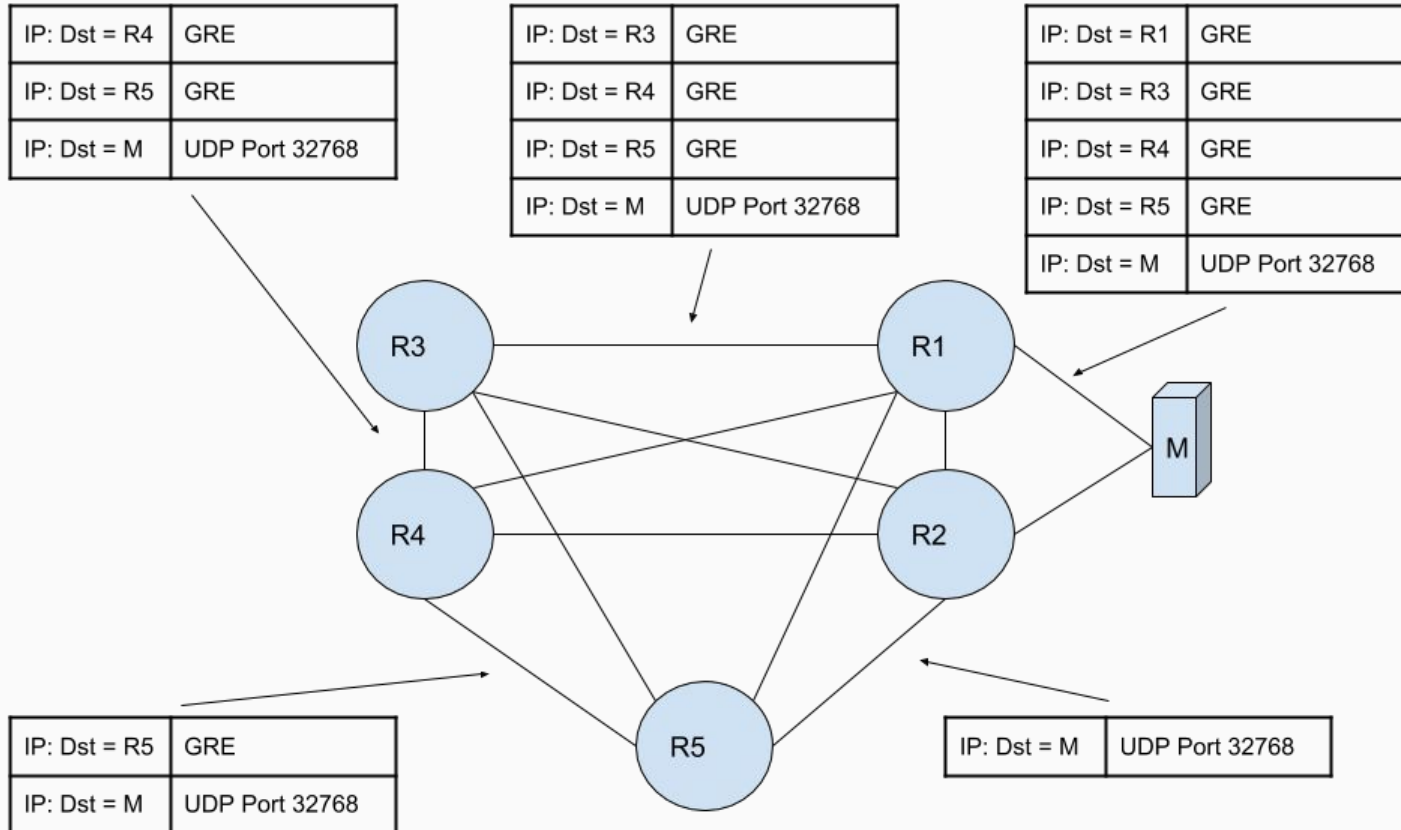 IP: Dst = R4 GRE
IP: Dst = R5 GRE
IP: Dst = M UDP Port 32768
IP: Dst = R3 GRE
IP: Dst = R4 GRE
IP: Dst = R5 GRE
IP: Dst = M UDP Port 32768
IP: Dst = R1 GRE
IP: Dst = R3 GRE
IP: Dst = R4 GRE
IP: Dst = R5 GRE
IP: Dst = M UDP Port 32768
R3
R1
M
R4
R2
R5
IP: Dst = R5 GRE
IP: Dst = M UDP Port 32768
IP: Dst = M UDP Port 32768